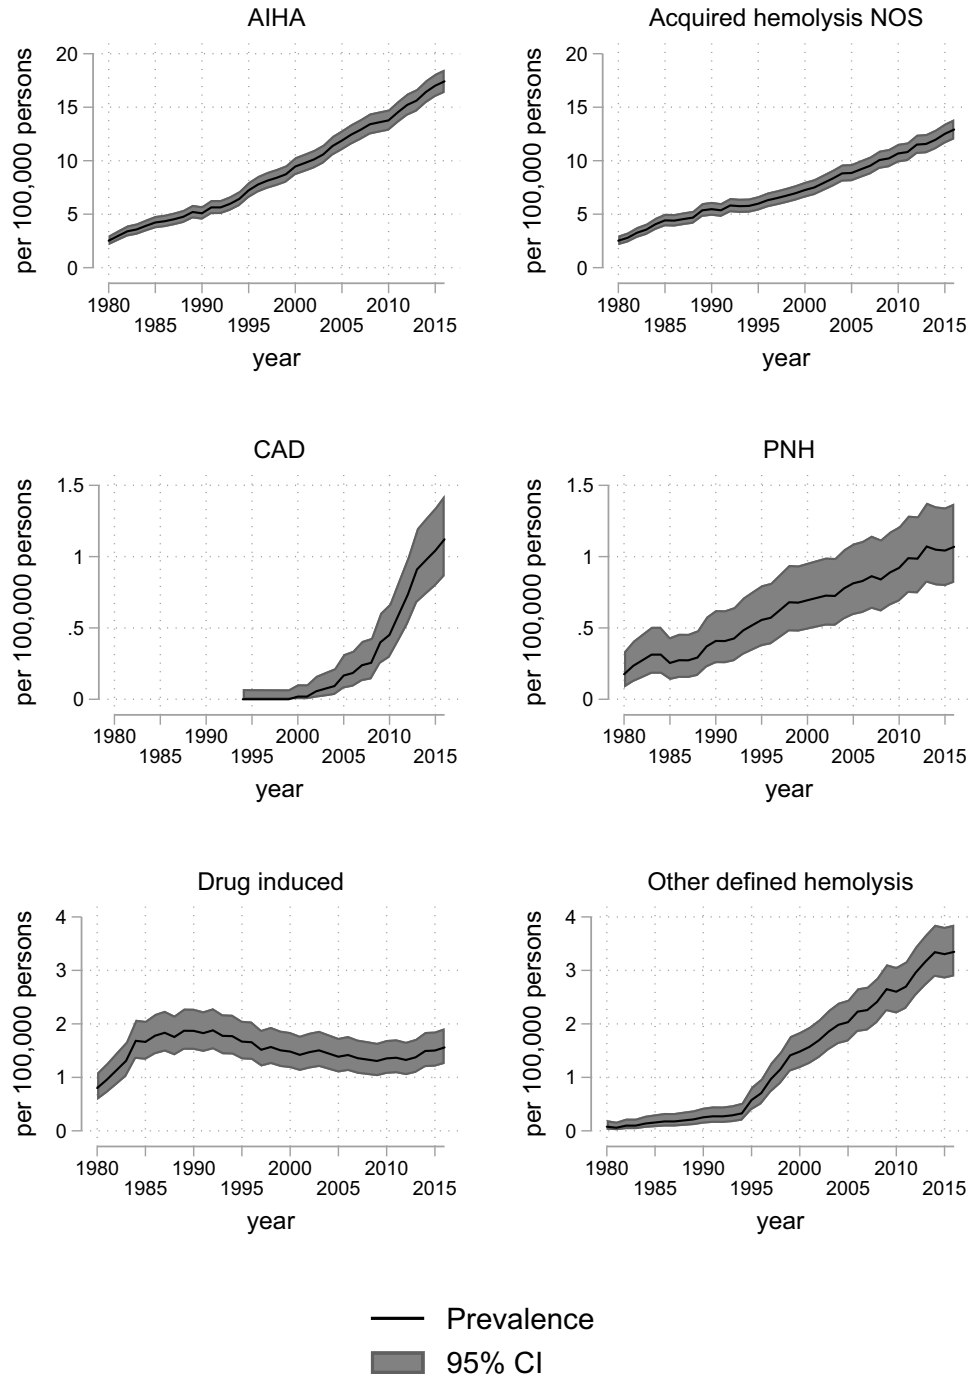 AIHA
per 100,000 persons
20
15
10
5
0
1980 1990 2000 2010
1985 1995 2005 2015
year
Acquired hemolysis NOS
per 100,000 persons
20
15
10
5
0
1980 1990 2000 2010
1985 1995 2005 2015
year
CAD
per 100,000 persons
1.5
1
.5
0
1980 1990 2000 2010
1985 1995 2005 2015
year
PNH
per 100,000 persons
1.5
1
.5
0
1980 1990 2000 2010
1985 1995 2005 2015
year
Drug induced
per 100,000 persons
4
3
2
1
0
1980 1990 2000 2010
1985 1995 2005 2015
year
Other defined hemolysis
per 100,000 persons
4
3
2
1
0
1980 1990 2000 2010
1985 1995 2005 2015
year
Prevalence
95% CI